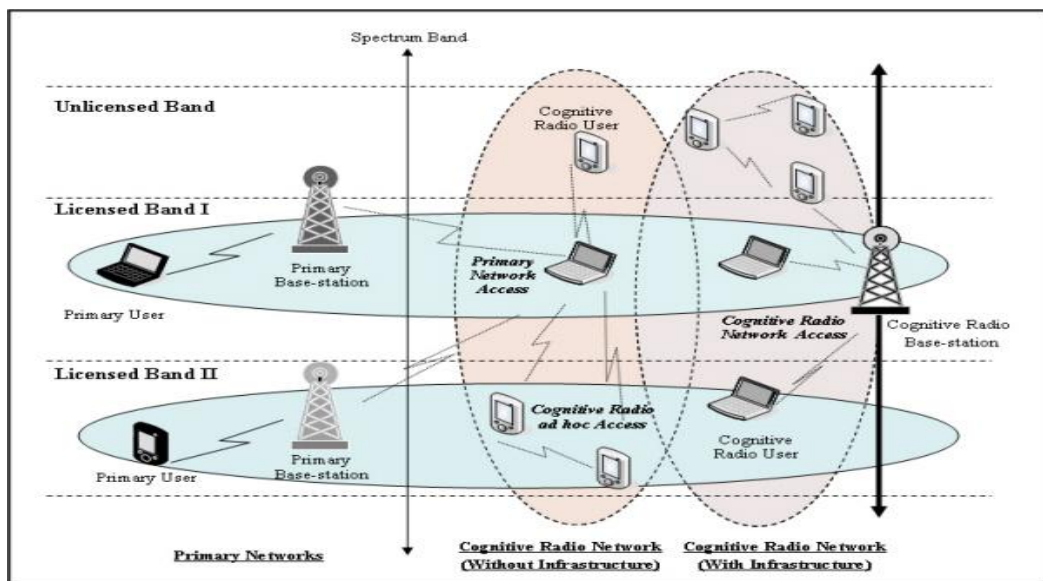 Spectrum Band
Unlicensed Band
Cognitive
Radio User
Licensed Band I
Primary
Base-station
Primary User
Primary
Network
Access
Cognitive Radio
Network Access
Cognitive Radio
Base-station
Licensed Band II
Primary
Base-station
Primary User
Cognitive Radio
ad hoc Access
Cognitive
Radio User
Primary Networks
Cognitive Radio Network
(Without Infrastructure)
Cognitive Radio Network
(With Infrastructure)